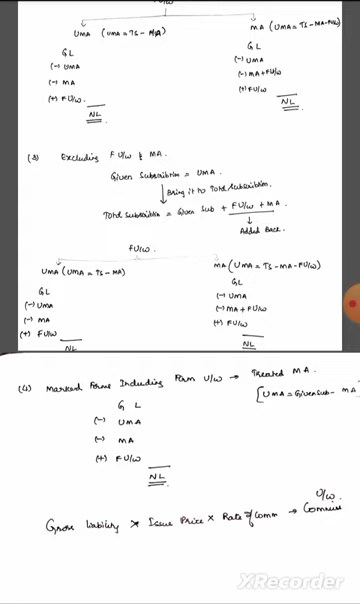 FU/W
UMA (UMA = TS - MA) MA (UMA = TS - MA - FU/W)
GL GL
(-) UMA (-) UMA
(-) MA (-) MA + FU/W
(+) FU/W. (+) FU/W
NL NL
(3) Excluding FU/W & MA.
Given Subscribtion = UMA.
Bring it to Total Subscribtion.
Total Subscribtion = Given Sub + FU/W + MA.
Added Back.
FU/W.
UMA (UMA = TS - MA) MA (UMA = TS - MA - FU/W)
GL GL
(-) UMA (-) UMA
(-) MA (-) MA + FU/W
(+) FU/W (+) FU/W
NL NL
(4) Marked Forms Including Firm U/W → Treated MA.
[UMA = Given Sub - MA]
G L
(-) UMA
(-) MA
(+) FU/W
NL
Gross liability × Issue Price × Rate of Comm → U/W.
XRecorder